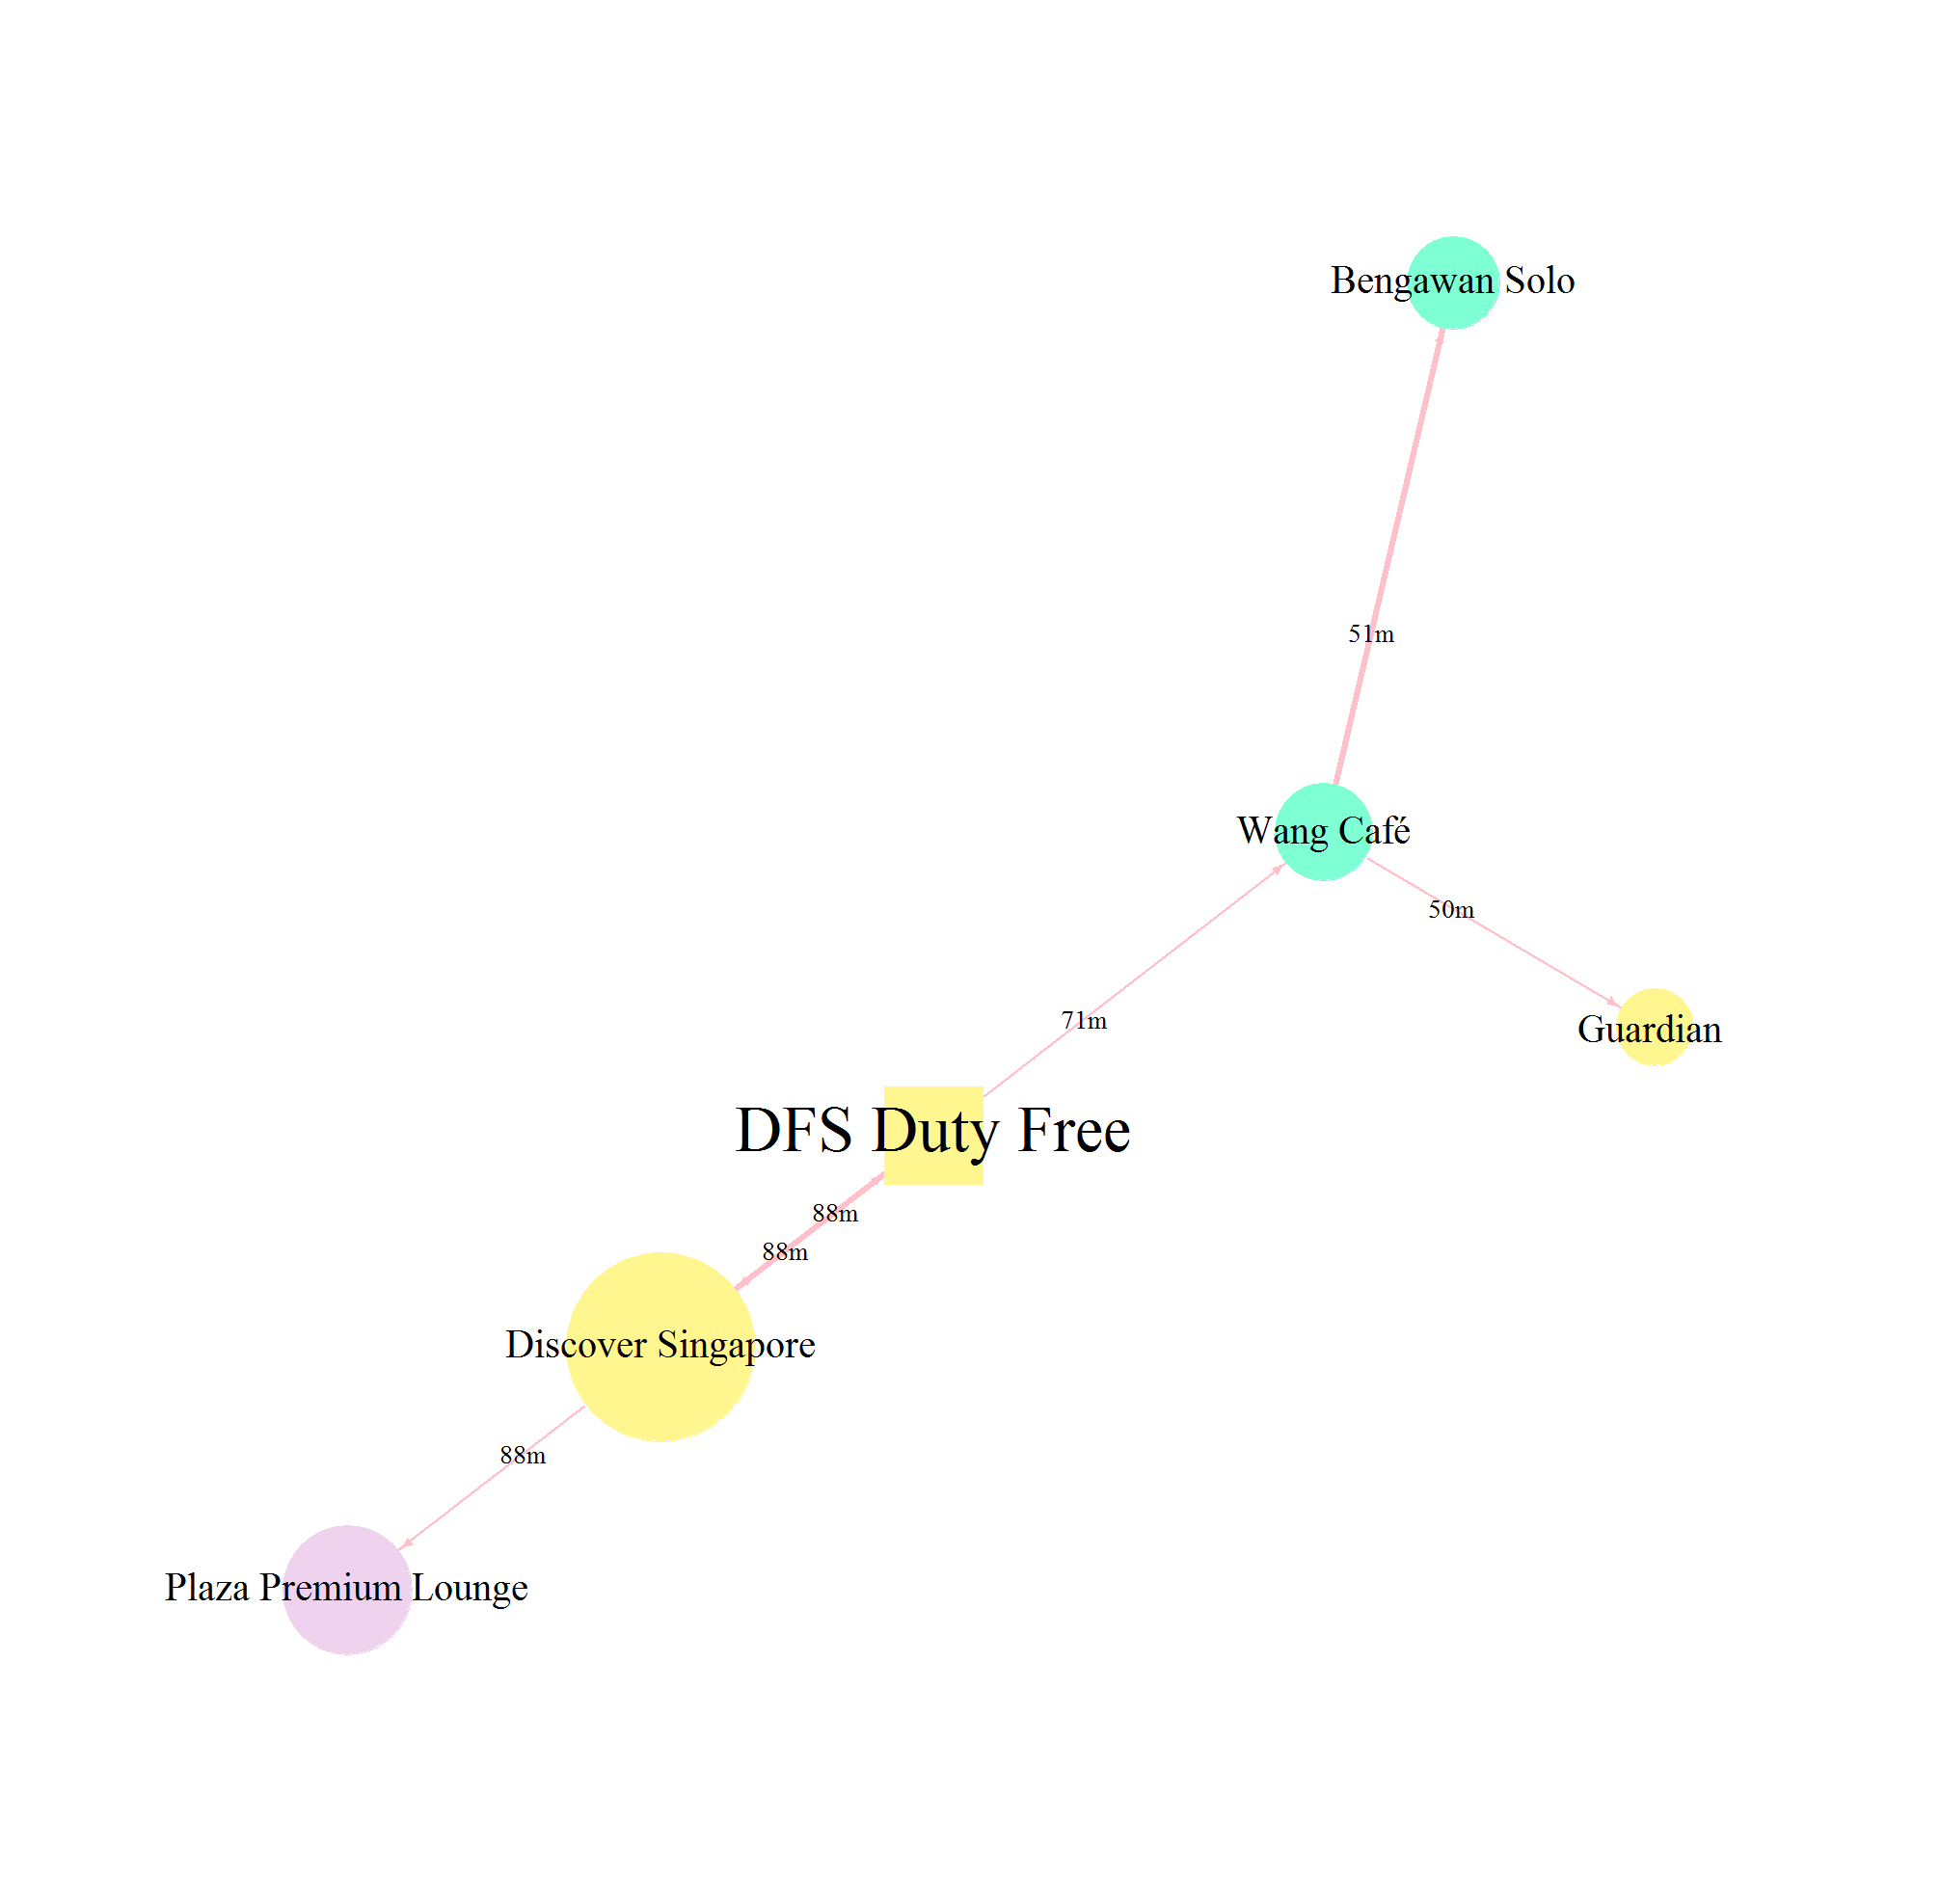 Bengawan Solo
51m
Wang Café
50m
71m
Guardian
DFS Duty Free
88m
88m
Discover Singapore
88m
Plaza Premium Lounge